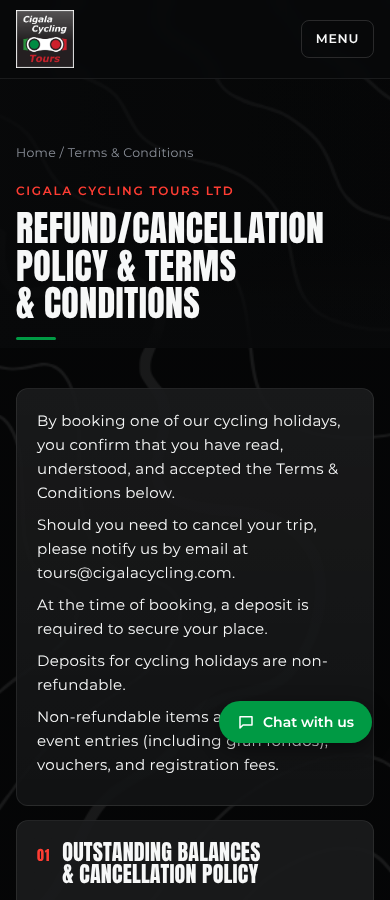 Cigala
Cycling
Tours
MENU
Home / Terms & Conditions
CIGALA CYCLING TOURS LTD
REFUND/CANCELLATION
POLICY & TERMS
& CONDITIONS
By booking one of our cycling holidays,
you confirm that you have read,
understood, and accepted the Terms &
Conditions below.
Should you need to cancel your trip,
please notify us by email at
tours@cigalacycling.com.
At the time of booking, a deposit is
required to secure your place.
Deposits for cycling holidays are non-
refundable.
Non-refundable items
Chat with us
event entries (including gran fondos),
vouchers, and registration fees.
01 OUTSTANDING BALANCES
& CANCELLATION POLICY